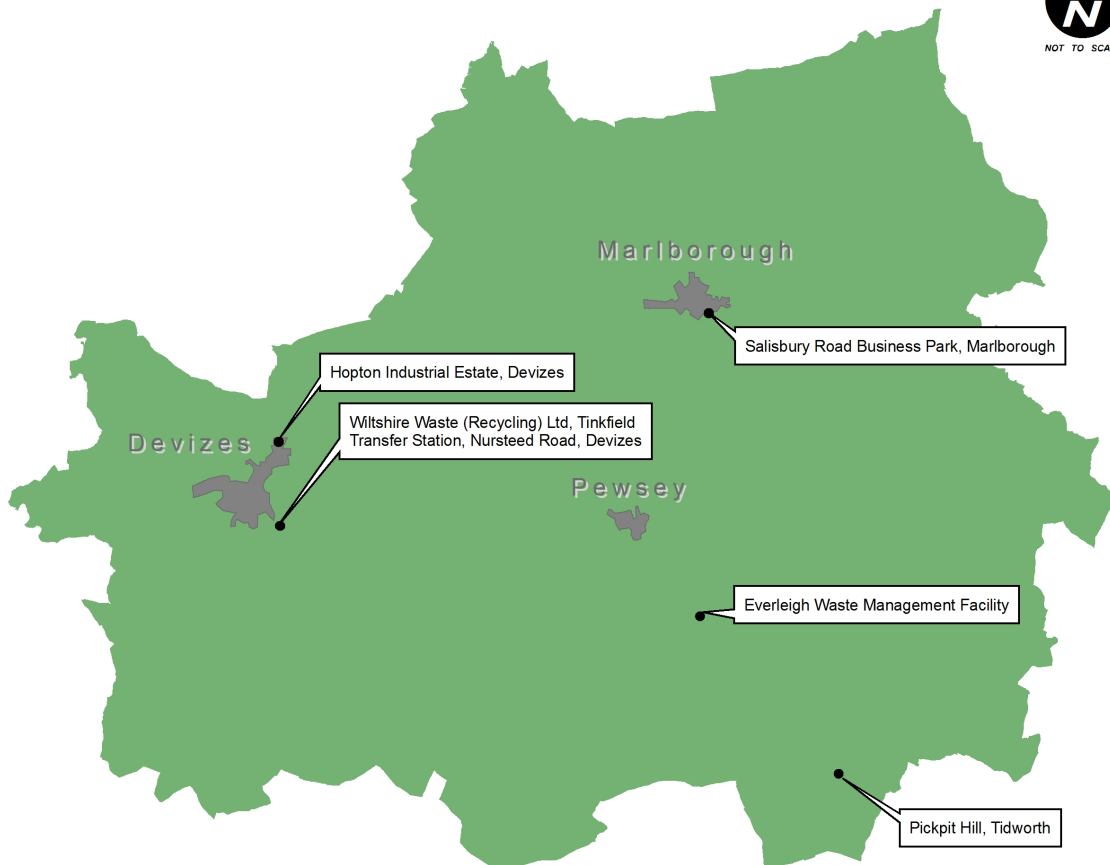 N
NOT TO SCA
Marlborough
Salisbury Road Business Park, Marlborough
Hopton Industrial Estate, Devizes
Wiltshire Waste (Recycling) Ltd, Tinkfield
Transfer Station, Nursteed Road, Devizes
Devizes
Pewsey
Everleigh Waste Management Facility
Pickpit Hill, Tidworth